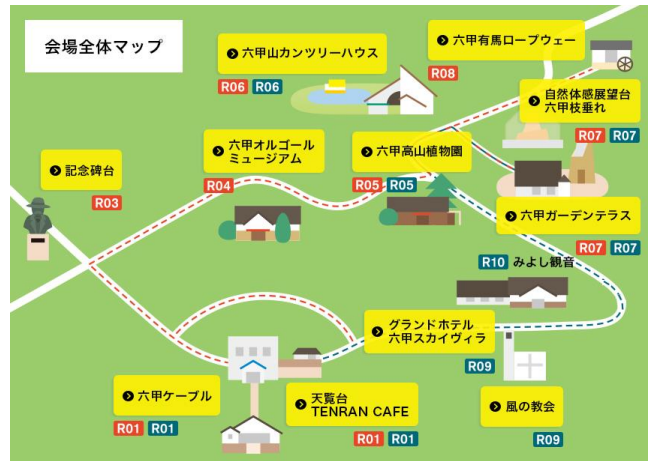 会場全体マップ
六甲山カンツリーハウス
R06 R06
六甲有馬ロープウェー
R08
自然体感展望台
六甲枝垂れ
R07 R07
六甲オルゴール
ミュージアム
R04
六甲高山植物園
R05 R05
記念碑台
R03
六甲ガーデンテラス
R07 R07
R10 みよし観音
グランドホテル
六甲スカイヴィラ
R09
六甲ケーブル
R01 R01
天覧台
TENRAN CAFE
R01 R01
風の教会
R09